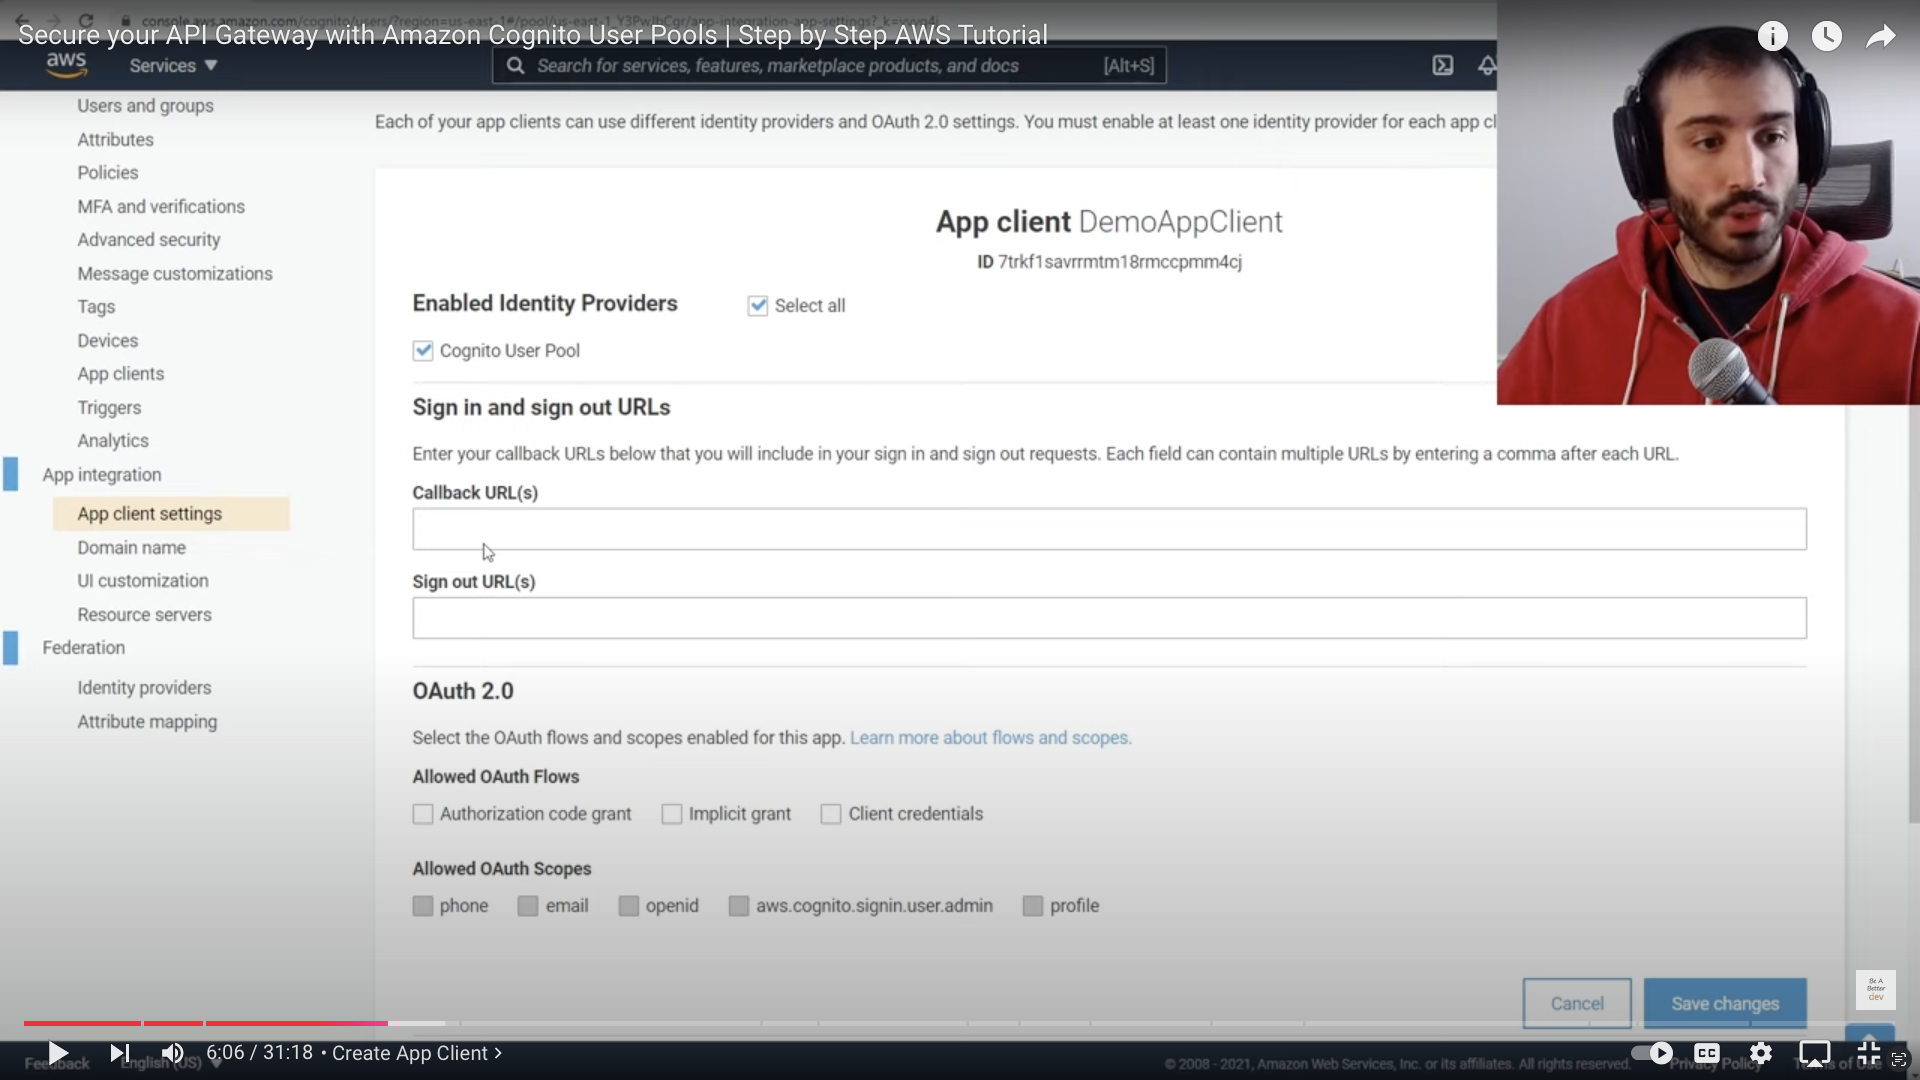 Secure your API Gateway with Amazon Cognito User Pools | Step by Step AWS Tutorial
aws
Services
Search for services, features, marketplace products, and docs
[Alt+S]
Users and groups
Attributes
Policies
MFA and verifications
Advanced security
Message customizations
Tags
Devices
App clients
Triggers
Analytics
App integration
App client settings
Domain name
UI customization
Resource servers
Federation
Identity providers
Attribute mapping
Each of your app clients can use different identity providers and OAuth 2.0 settings. You must enable at least one identity provider for each app cl
App client DemoAppClient
ID 7trkf1savrrmtm18rmccpmm4cj
Enabled Identity Providers
Select all
Cognito User Pool
Sign in and sign out URLs
Enter your callback URLs below that you will include in your sign in and sign out requests. Each field can contain multiple URLs by entering a comma after each URL.
Callback URL(s)
Sign out URL(s)
OAuth 2.0
Select the OAuth flows and scopes enabled for this app. Learn more about flows and scopes.
Allowed OAuth Flows
Authorization code grant
Implicit grant
Client credentials
Allowed OAuth Scopes
phone
email
openid
aws.cognito.signin.user.admin
profile
Cancel
Save changes
Be A
Better
dev
6:06 / 31:18 • Create App Client
CC
Feedback
English (US)
© 2008 - 2021, Amazon Web Services, Inc. or its affiliates. All rights reserved.
Privacy Policy
Terms of Use